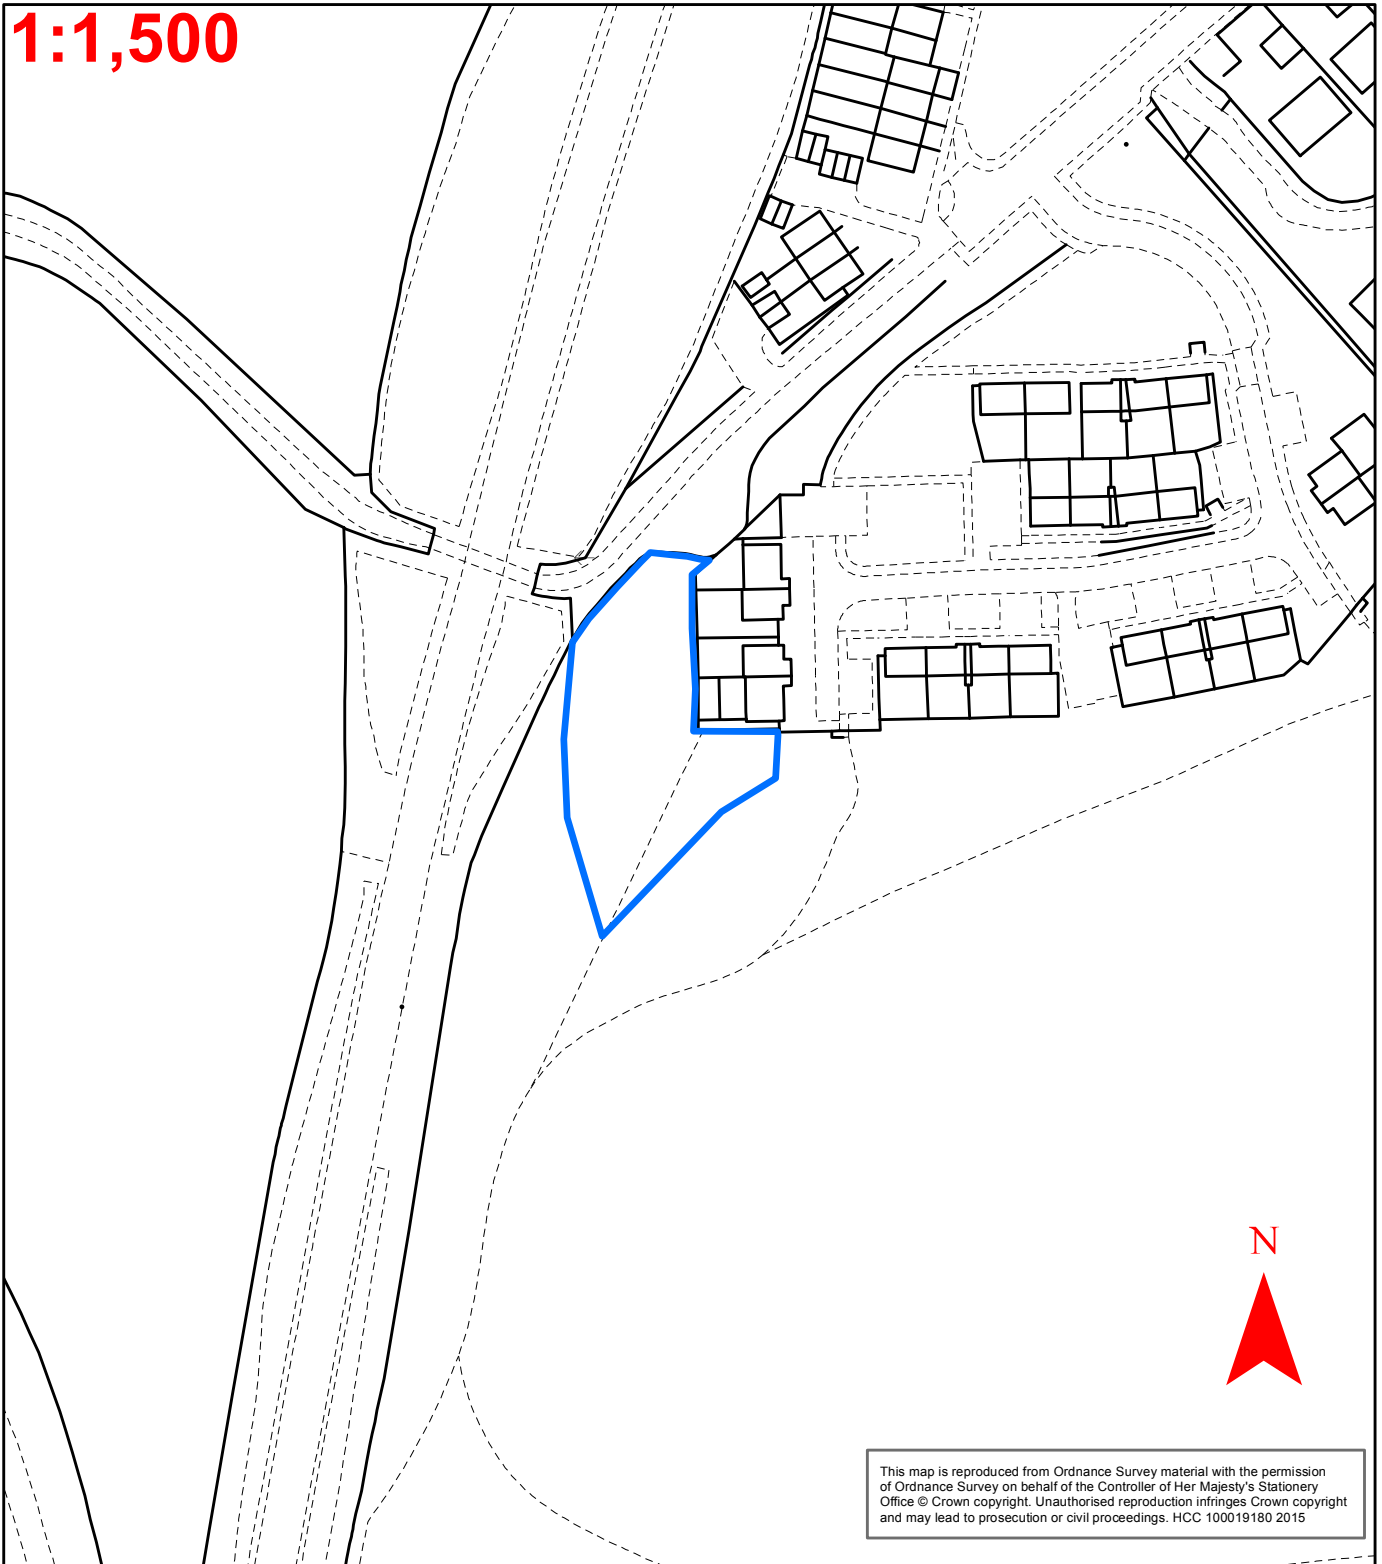 1:1,500
N
This map is reproduced from Ordnance Survey material with the permission
of Ordnance Survey on behalf of the Controller of Her Majesty's Stationery
Office © Crown copyright. Unauthorised reproduction infringes Crown copyright
and may lead to prosecution or civil proceedings. HCC 100019180 2015